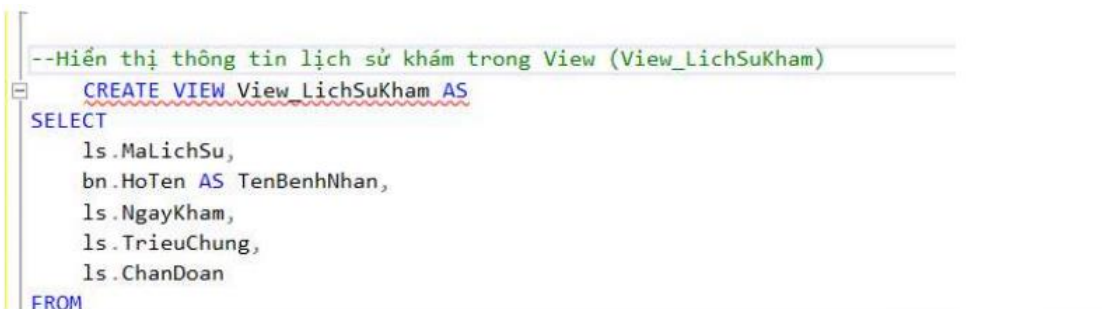 --Hiển thị thông tin lịch sử khám trong View (View_LichSuKham)
CREATE VIEW View_LichSuKham AS
SELECT
ls.MaLichSu,
bn.HoTen AS TenBenhNhan,
ls.NgayKham,
ls.TrieuChung,
ls.ChanDoan
FROM